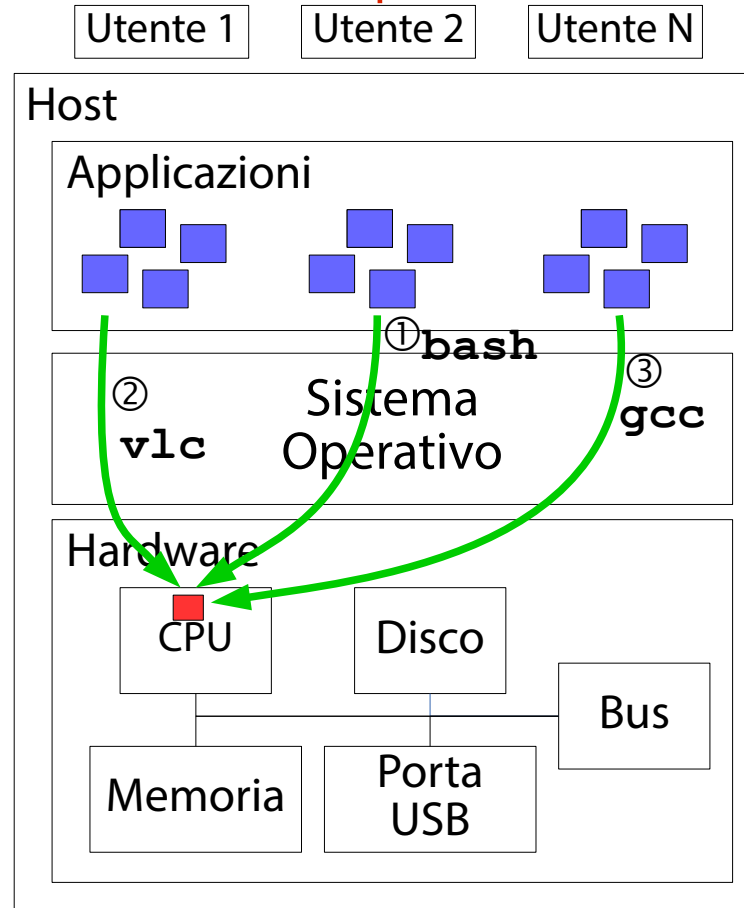 Utente 1
Utente 2
Utente N
Host
Applicazioni
①bash
②
vlc
③
gcc
Sistema
Operativo
Hardware
CPU
Disco
Bus
Memoria
Porta
USB